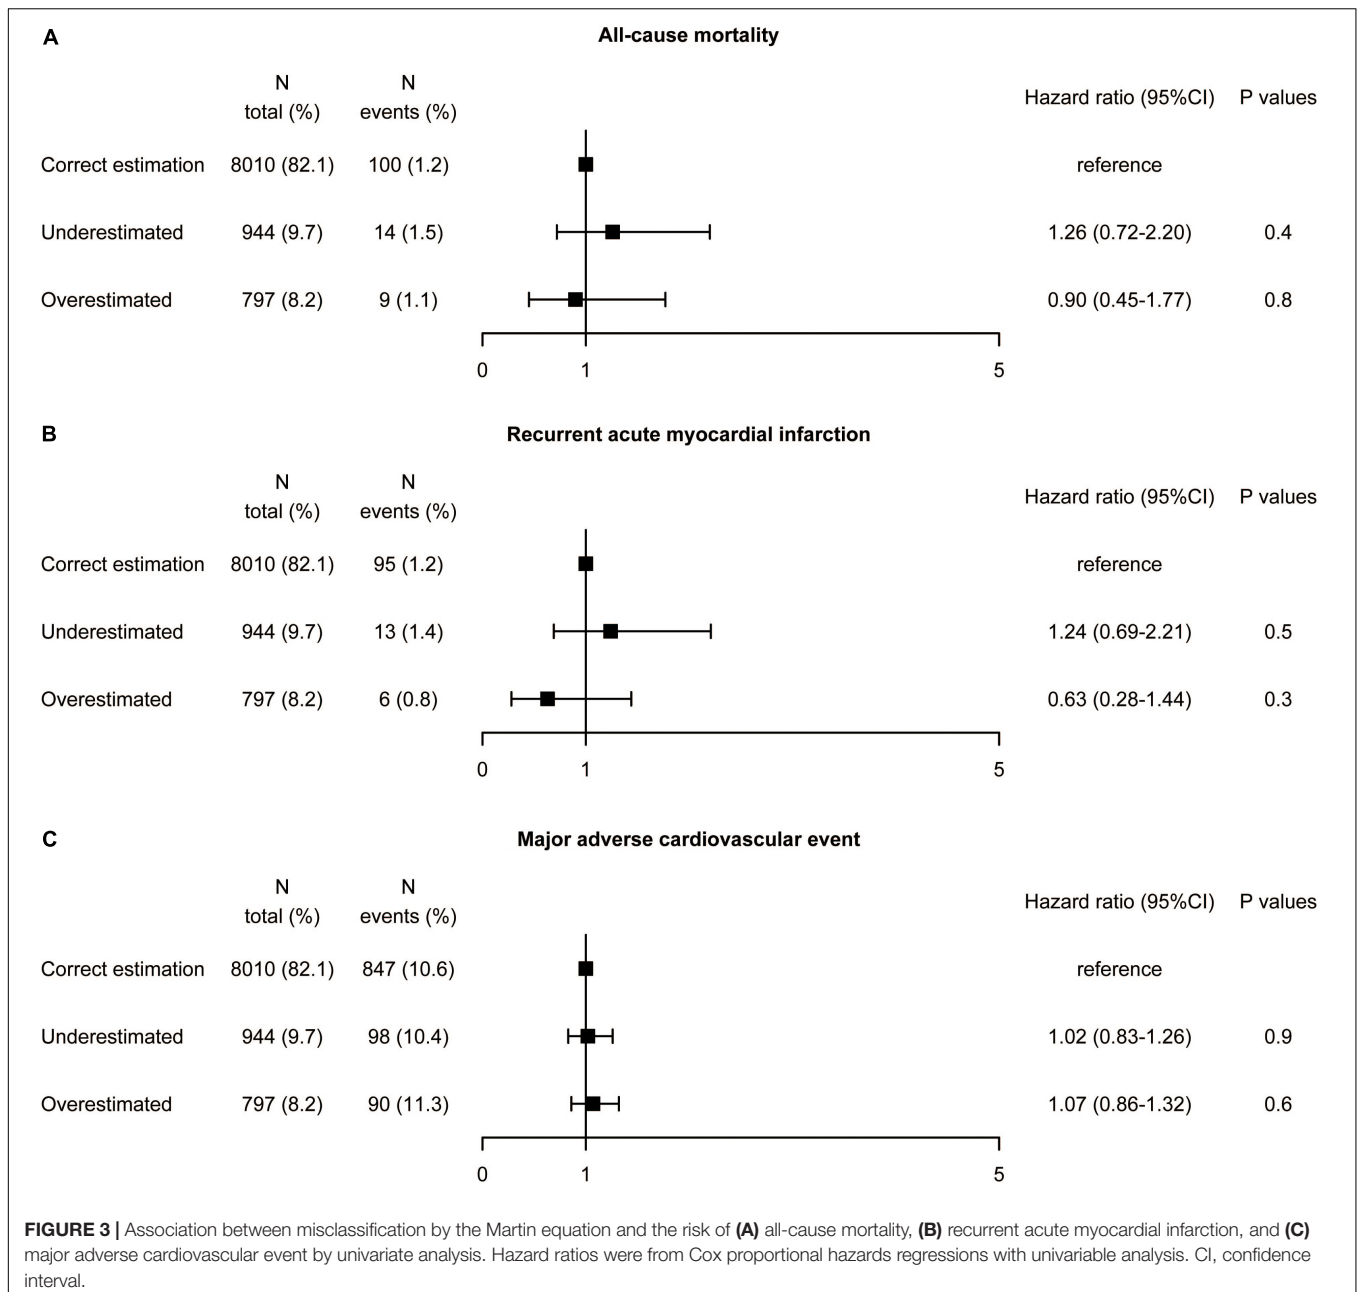 A
All-cause mortality
N N
total (%) events (%) Hazard ratio (95%CI) P values
Correct estimation 8010 (82.1) 100 (1.2) reference
Underestimated 944 (9.7) 14 (1.5) 1.26 (0.72-2.20) 0.4
Overestimated 797 (8.2) 9 (1.1) 0.90 (0.45-1.77) 0.8
0 1 5
B
Recurrent acute myocardial infarction
N N
total (%) events (%) Hazard ratio (95%CI) P values
Correct estimation 8010 (82.1) 95 (1.2) reference
Underestimated 944 (9.7) 13 (1.4) 1.24 (0.69-2.21) 0.5
Overestimated 797 (8.2) 6 (0.8) 0.63 (0.28-1.44) 0.3
0 1 5
C
Major adverse cardiovascular event
N N
total (%) events (%) Hazard ratio (95%CI) P values
Correct estimation 8010 (82.1) 847 (10.6) reference
Underestimated 944 (9.7) 98 (10.4) 1.02 (0.83-1.26) 0.9
Overestimated 797 (8.2) 90 (11.3) 1.07 (0.86-1.32) 0.6
0 1 5
FIGURE 3 | Association between misclassification by the Martin equation and the risk of (A) all-cause mortality, (B) recurrent acute myocardial infarction, and (C)
major adverse cardiovascular event by univariate analysis. Hazard ratios were from Cox proportional hazards regressions with univariable analysis. CI, confidence
interval.